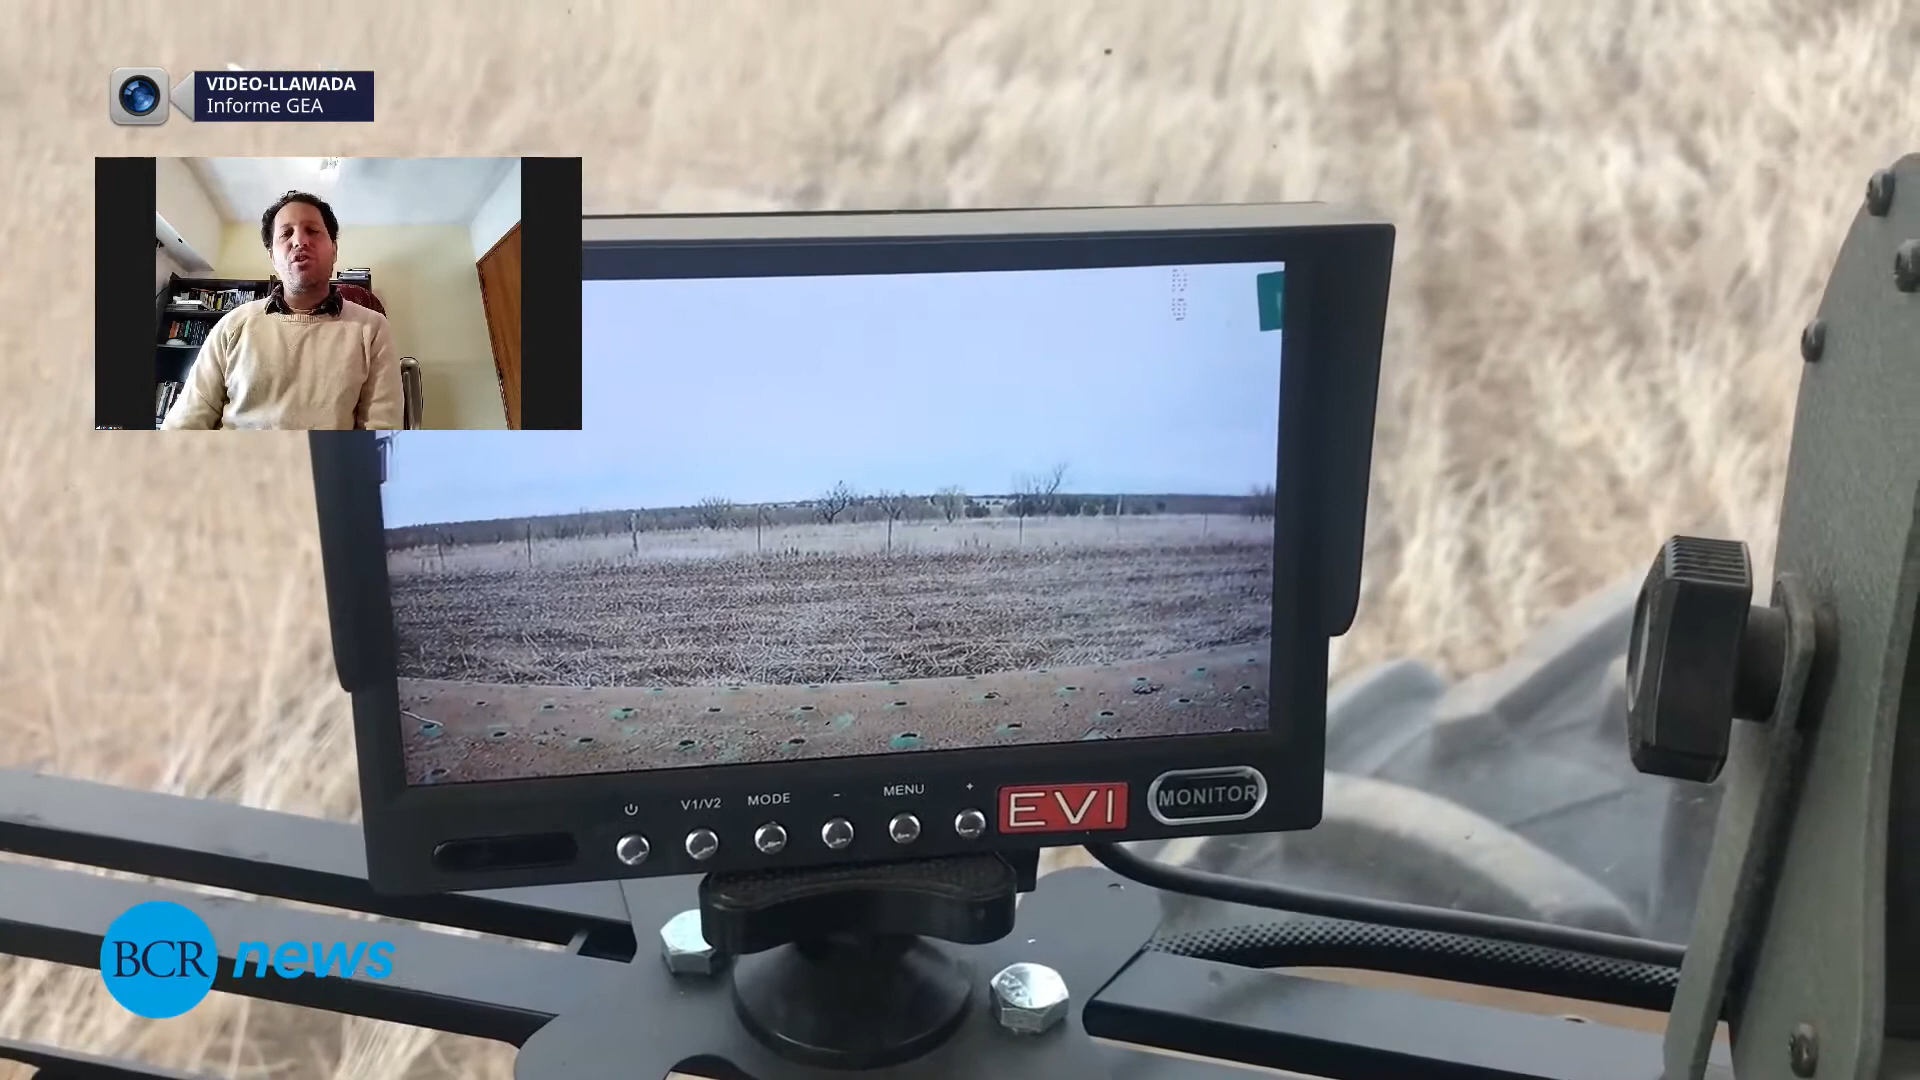 VIDEO-LLAMADA
Informe GEA
V1/V2
MODE
-
MENU
+
EVI
MONITOR
BCR news